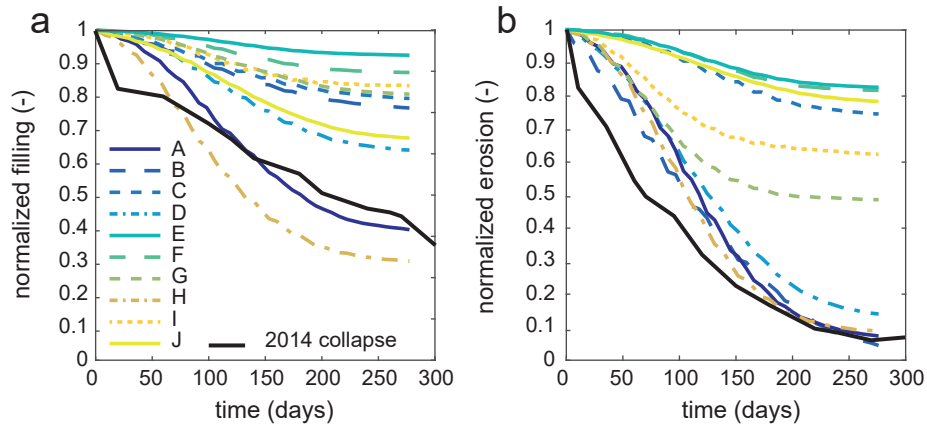 a
normalized filling (-)
1
0.9
0.8
0.7
0.6
0.5
0.4
0.3
0.2
0.1
0
A
B
C
D
E
F
G
H
I
J
2014 collapse
0 50 100 150 200 250 300
time (days)
b
normalized erosion (-)
1
0.9
0.8
0.7
0.6
0.5
0.4
0.3
0.2
0.1
0
0 50 100 150 200 250 300
time (days)